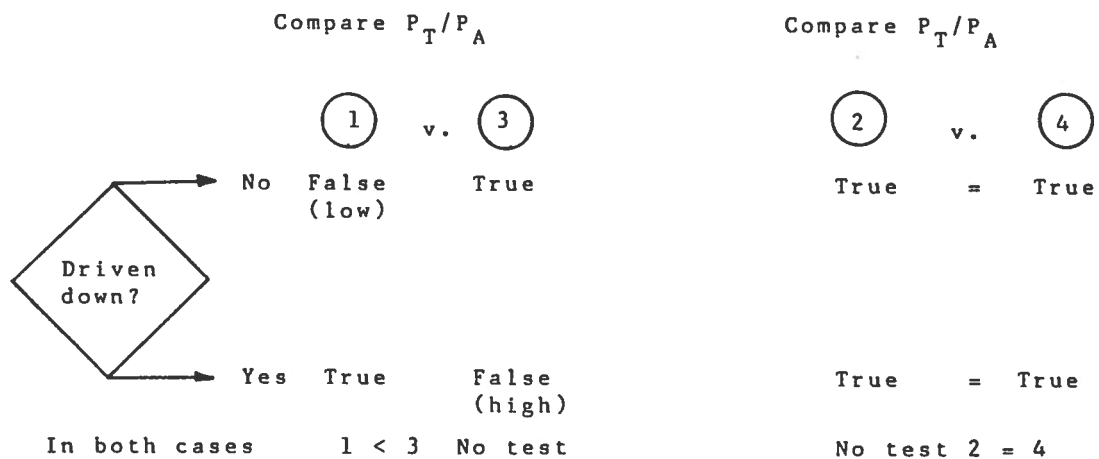 Compare P_T/P_A Compare P_T/P_A
1 v. 3 2 v. 4
No False True True = True
(low)
Driven
down?
Yes True False True = True
(high)
In both cases 1 < 3 No test No test 2 = 4